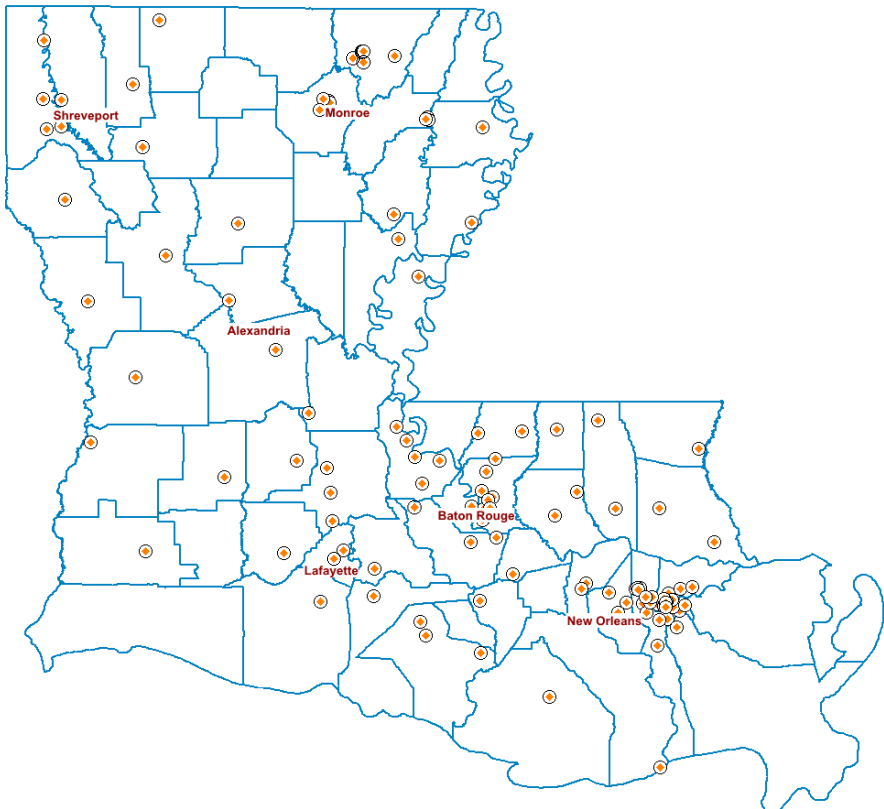 Shreveport
Monroe
Alexandria
Baton Rouge
Lafayette
New Orleans